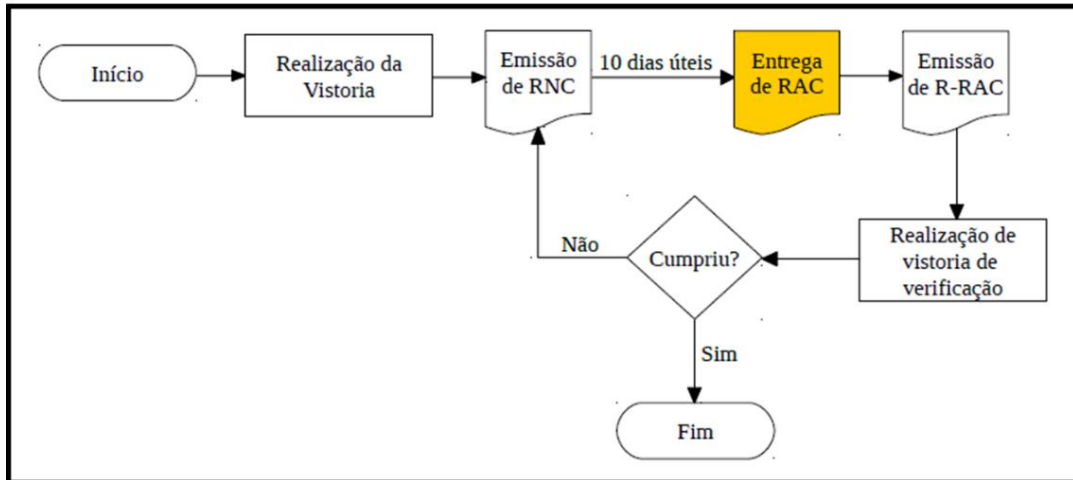 Início
Realização da
Vistoria
Emissão
de RNC
10 dias úteis
Entrega
de RAC
Emissão
de R-RAC
Realização de
vistoria de
verificação
Cumpriu?
Não
Sim
Fim